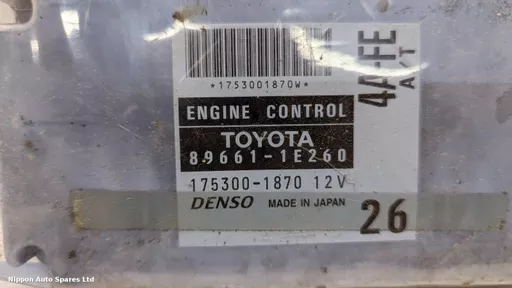 *1753001870W*
4A-FE
A/T
ENGINE CONTROL
TOYOTA
89661-1E260
175300-1870 12V
DENSO MADE IN JAPAN 26
Nippon Auto Spares Ltd